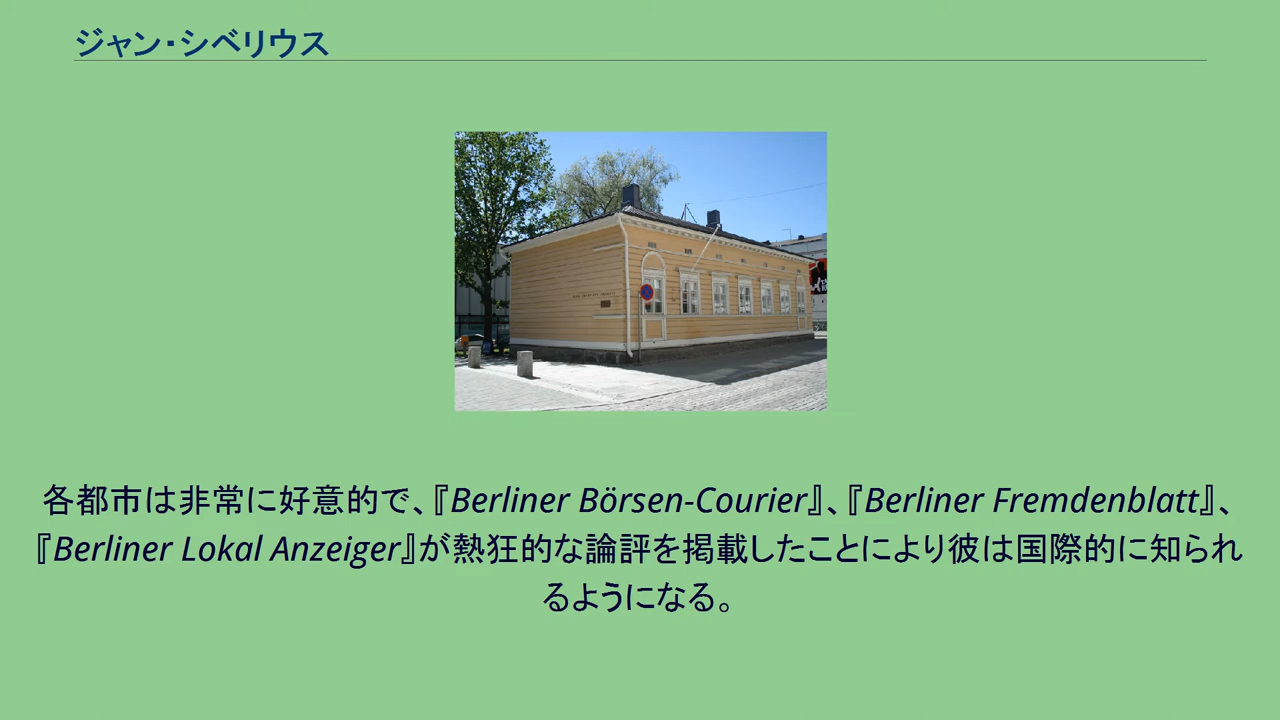 ジャン・シベリウス
各都市は非常に好意的で、『Berliner Börsen-Courier』、『Berliner Fremdenblatt』、
『Berliner Lokal Anzeiger』が熱狂的な論評を掲載したことにより彼は国際的に知られ
るようになる。